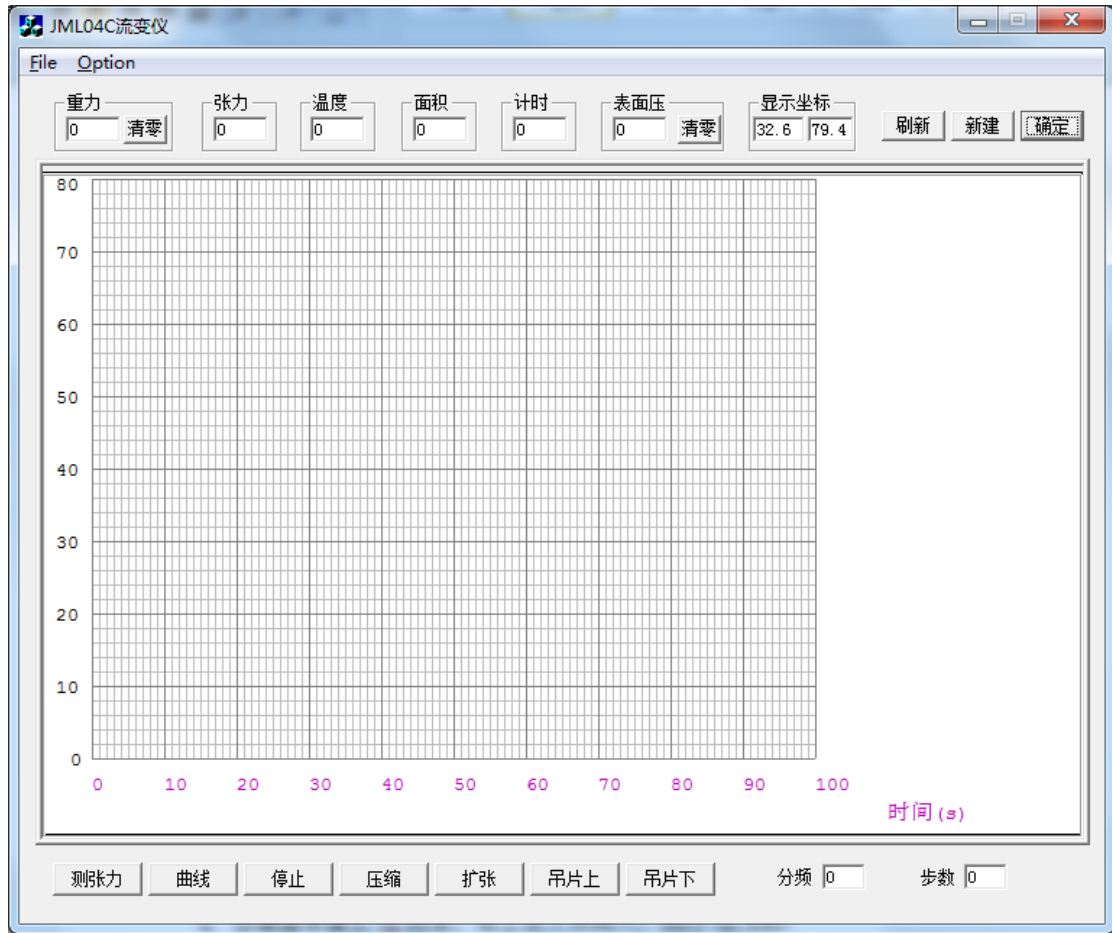 JML04C流变仪
File Option
重力 张力 温度 面积 计时 表面压 显示坐标
0 清零 0 0 0 0 0 清零 32.6 79.4 刷新 新建 确定
80
70
60
50
40
30
20
10
0
0 10 20 30 40 50 60 70 80 90 100
时间(s)
测张力 曲线 停止 压缩 扩张 吊片上 吊片下 分频 0 步数 0